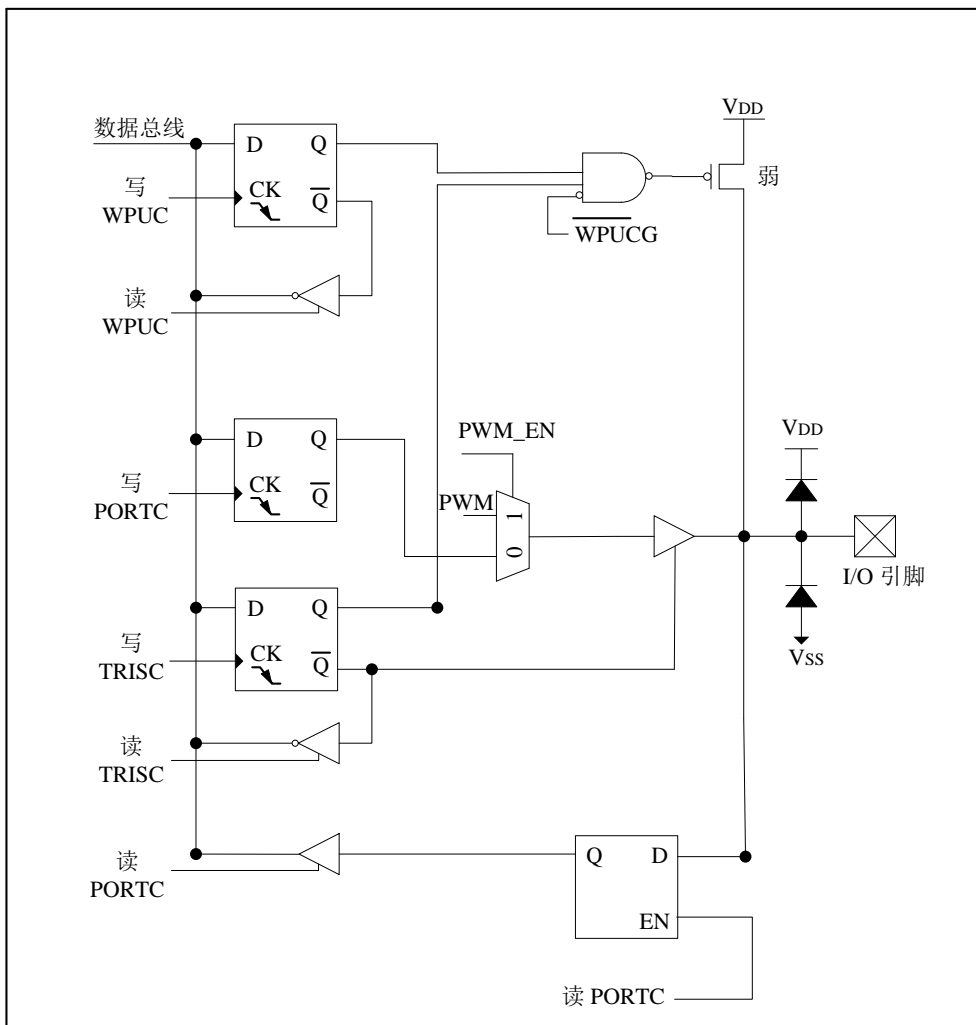 数据总线
D Q
CK
Q
写
WPUC
读
WPUC
WPUCG
VDD
弱
D Q
CK
Q
写
PORTC
PWM_EN
PWM
1
0
VDD
I/O 引脚
VSS
D Q
CK
Q
写
TRISC
读
TRISC
读
PORTC
Q D
EN
读 PORTC